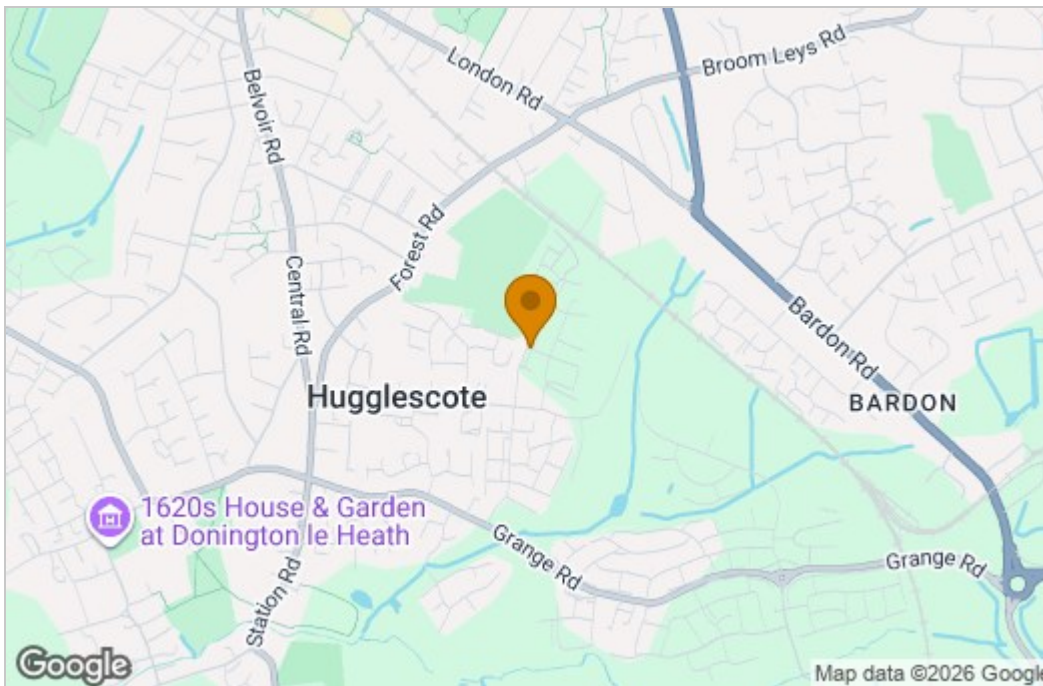 London Rd
Broom Leys Rd
Belvoir Rd
Forest Rd
Central Rd
Bardon Rd
Hugglescote
BARDON
1620s House & Garden
at Donington le Heath
Grange Rd
Grange Rd
Station Rd
Google
Map data ©2026 Google